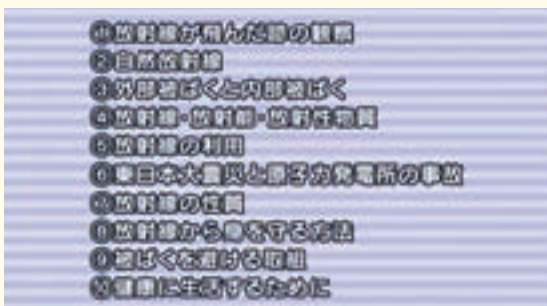 ①放射線が飛んだ跡の観察
②自然放射線
③外部被ばくと内部被ばく
④放射線・放射能・放射性物質
⑤放射線の利用
⑥東日本大震災と原子力発電所の事故
⑦放射線の性質
⑧放射線から身を守る方法
⑨被ばくを避ける取組
⑩健康に生活するために